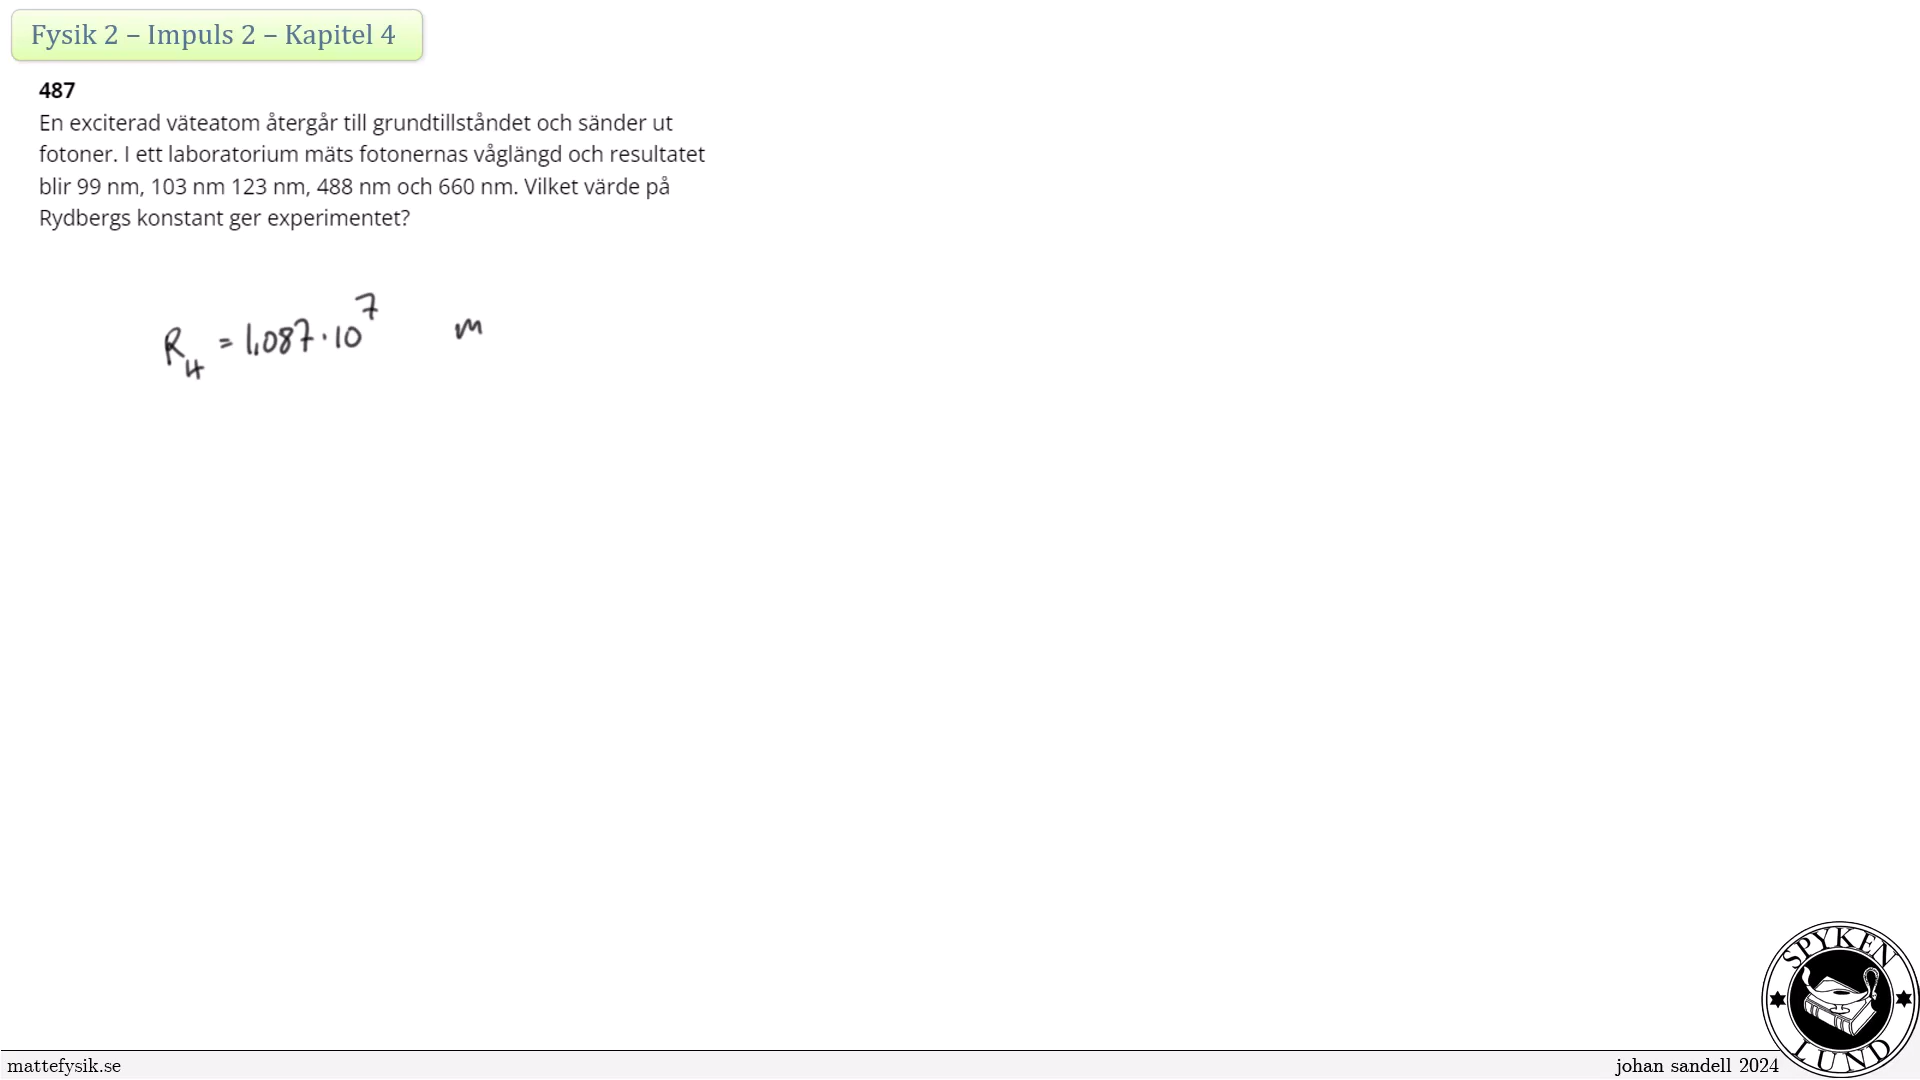 Fysik 2 – Impuls 2 – Kapitel 4
487
En exciterad väteatom återgår till grundtillståndet och sänder ut
fotoner. I ett laboratorium mäts fotonernas våglängd och resultatet
blir 99 nm, 103 nm 123 nm, 488 nm och 660 nm. Vilket värde på
Rydbergs konstant ger experimentet?
R_H = 1,087·10^7 m
SPYKEN
LUND
mattefysik.se
johan sandell 2024